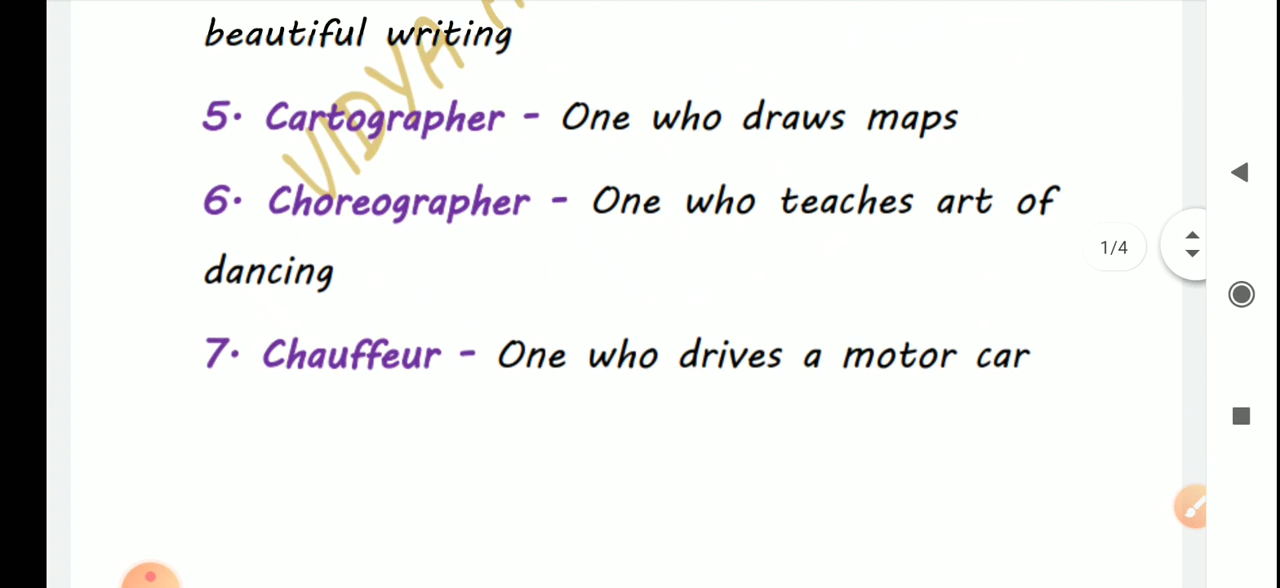 beautiful writing
VIDYA
5. Cartographer - One who draws maps
6. Choreographer - One who teaches art of
dancing
1/4
7. Chauffeur - One who drives a motor car